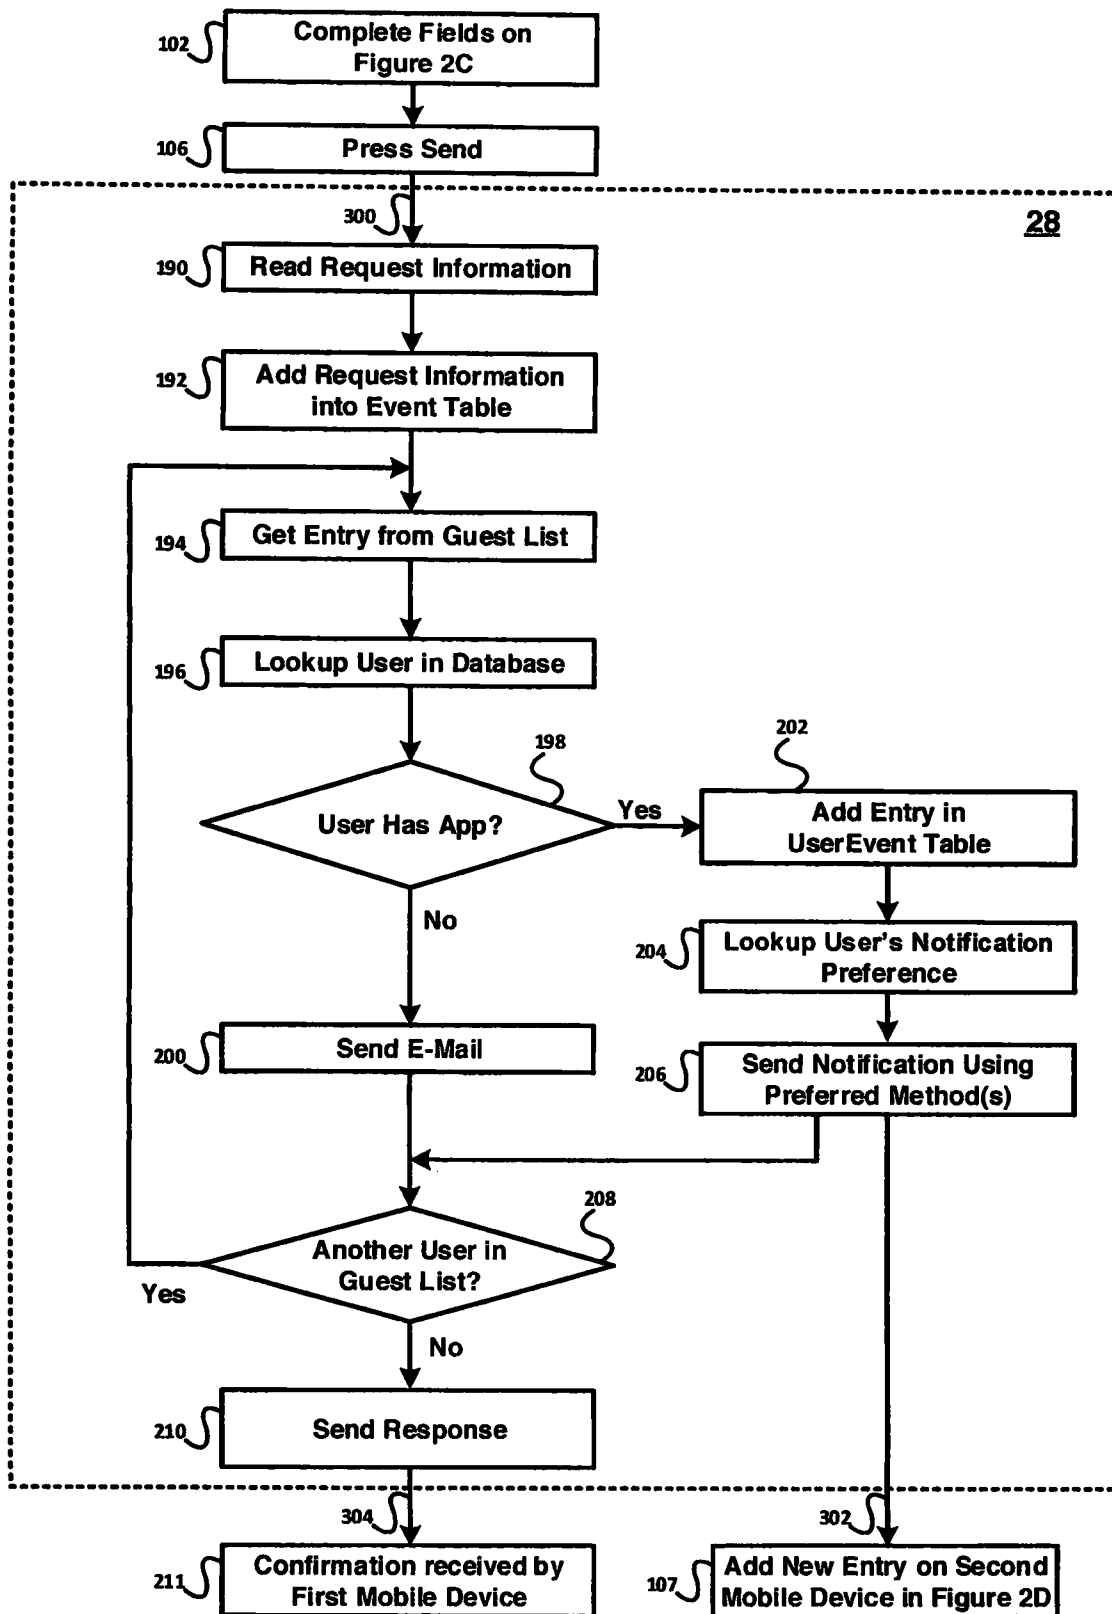 102
Complete Fields on
Figure 2C
106
Press Send
300
28
190
Read Request Information
192
Add Request Information
into Event Table
194
Get Entry from Guest List
196
Lookup User in Database
198
User Has App?
Yes
No
202
Add Entry in
UserEvent Table
204
Lookup User's Notification
Preference
200
Send E-Mail
206
Send Notification Using
Preferred Method(s)
208
Another User in
Guest List?
Yes
No
210
Send Response
304
302
211
Confirmation received by
First Mobile Device
107
Add New Entry on Second
Mobile Device in Figure 2D